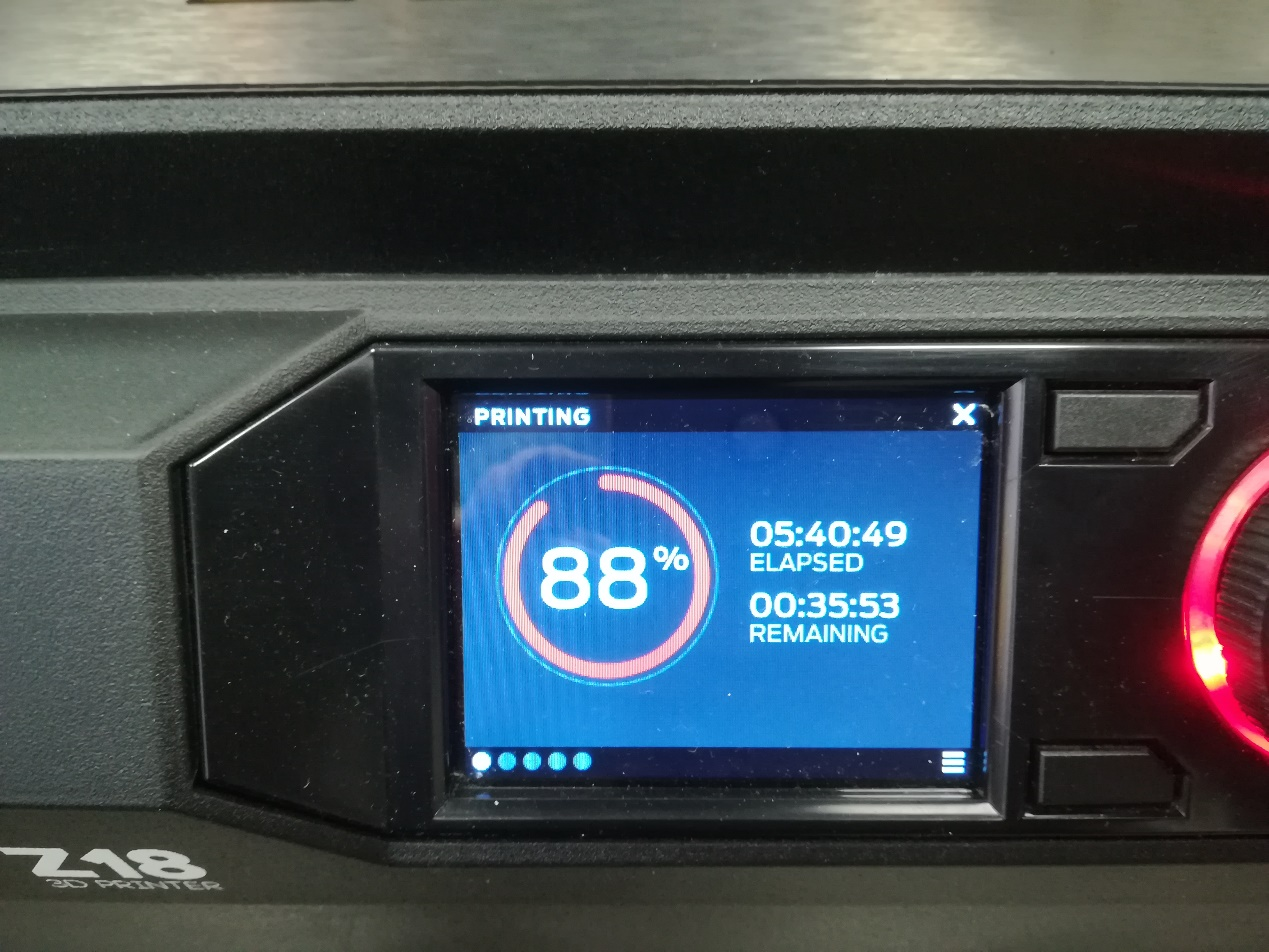 PRINTING X
88%
05:40:49
ELAPSED
00:35:53
REMAINING
Z18
3D PRINTER